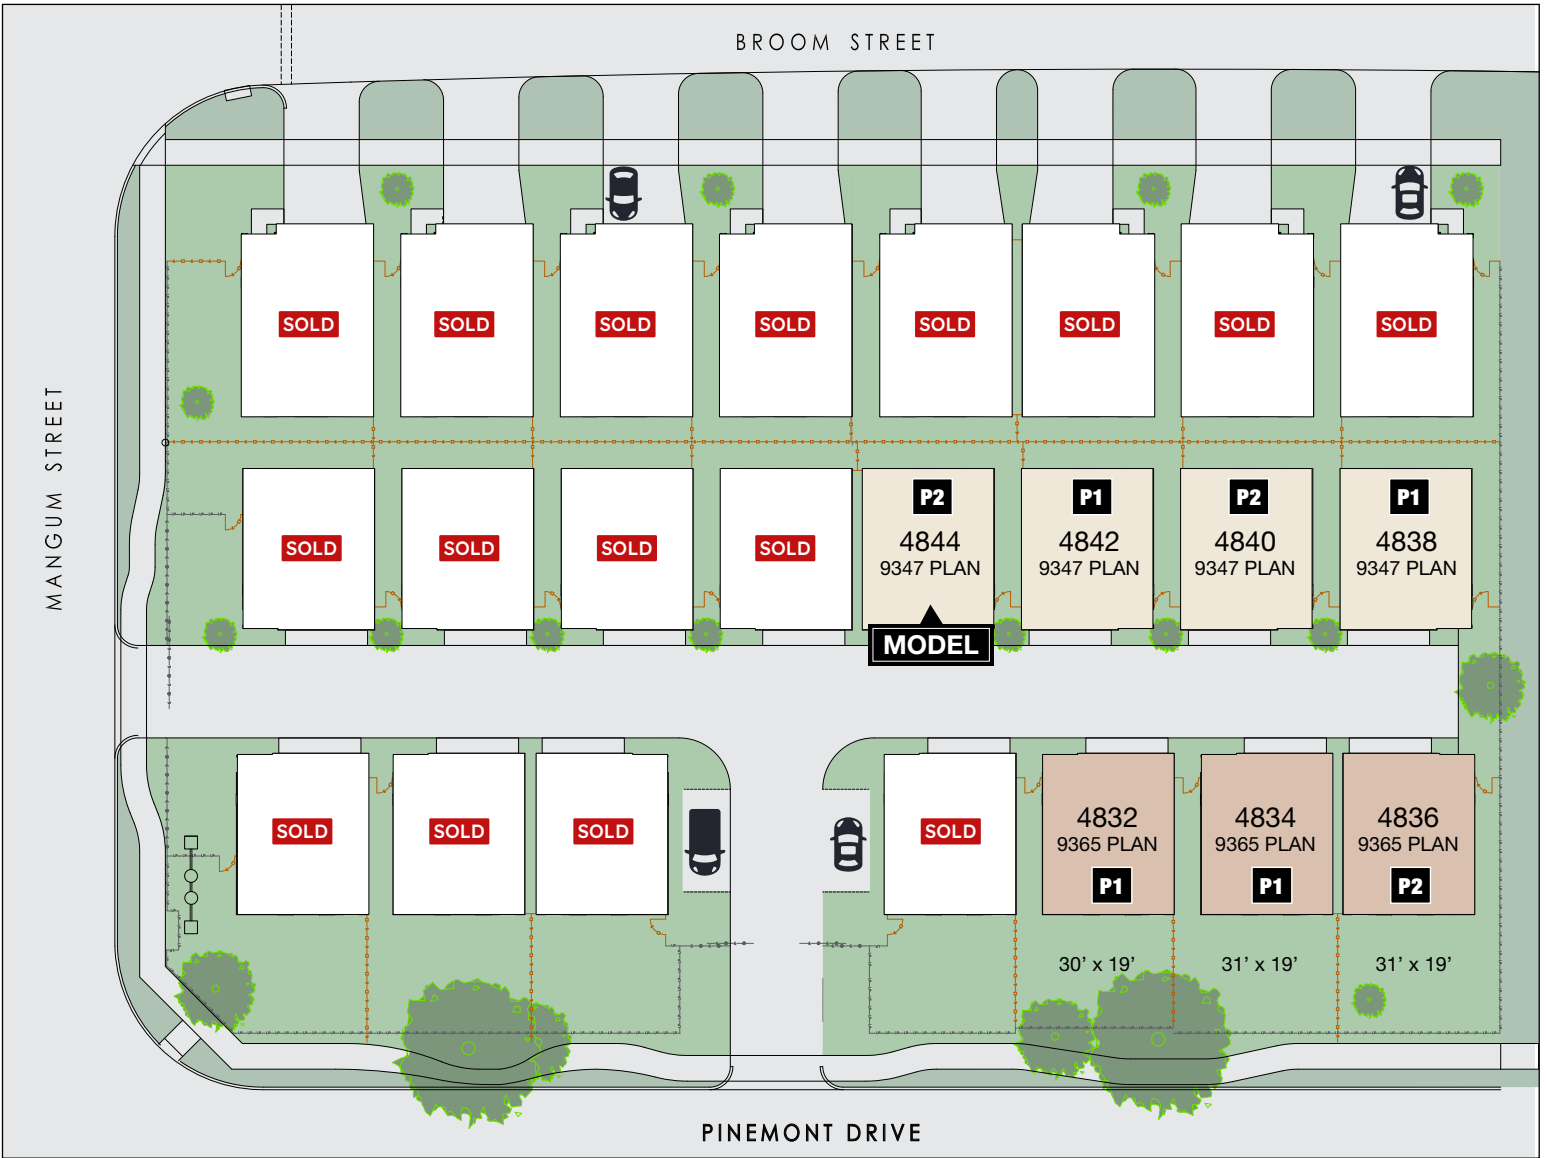 BROOM STREET
MANGUM STREET
SOLD
SOLD
SOLD
SOLD
SOLD
SOLD
SOLD
SOLD
SOLD
SOLD
SOLD
SOLD
P2
4844
9347 PLAN
MODEL
P1
4842
9347 PLAN
P2
4840
9347 PLAN
P1
4838
9347 PLAN
SOLD
SOLD
SOLD
SOLD
4832
9365 PLAN
P1
30’ x 19’
4834
9365 PLAN
P1
31’ x 19’
4836
9365 PLAN
P2
31’ x 19’
PINEMONT DRIVE